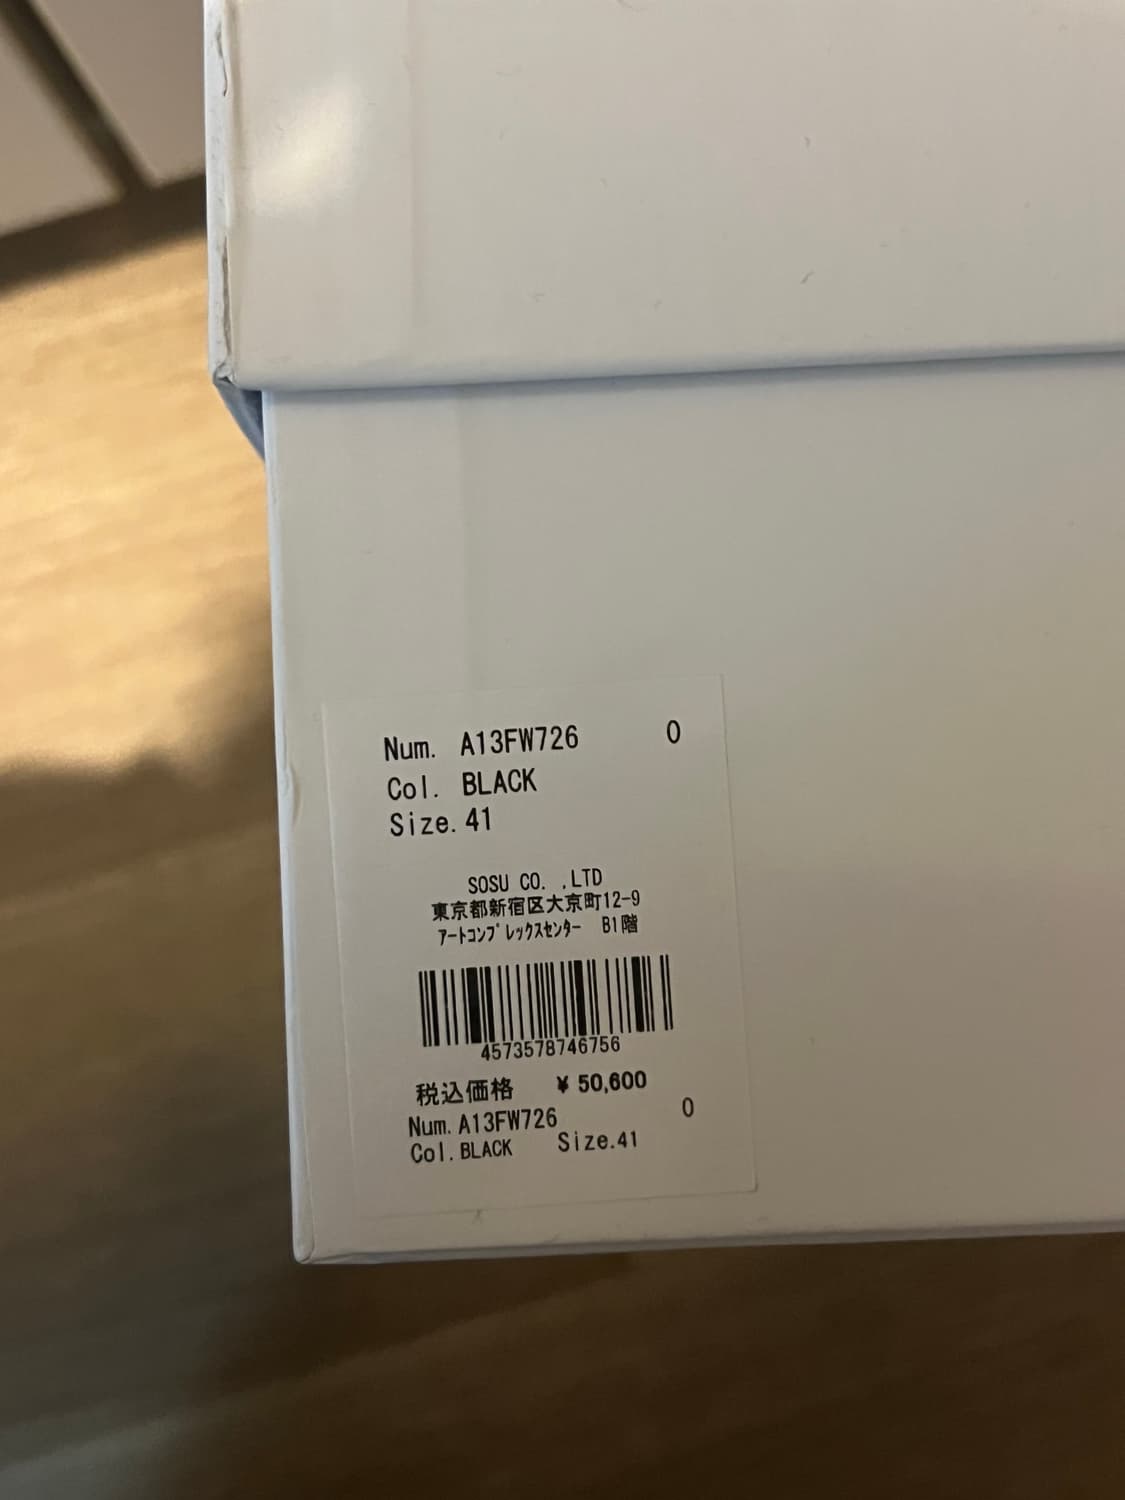 Num. A13FW726 0
Col. BLACK
Size. 41
SOSU CO. ,LTD
東京都新宿区大京町12-9
ｱｰﾄｺﾝﾌﾟﾚｯｸｽｾﾝﾀｰ B1階
4573578746756
税込価格 ¥ 50,600
Num. A13FW726 0
Col. BLACK Size.41